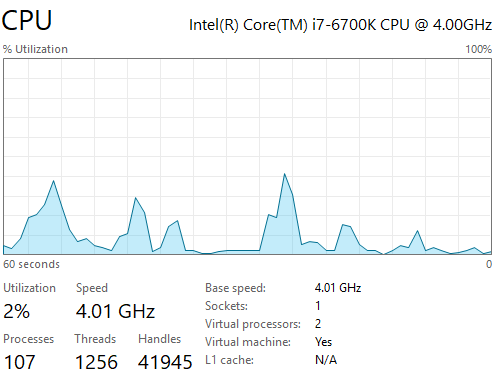 CPU Intel(R) Core(TM) i7-6700K CPU @ 4.00GHz
% Utilization 100%
60 seconds 0
Utilization Speed Base speed: 4.01 GHz
2% 4.01 GHz Sockets: 1
Virtual processors: 2
Processes Threads Handles Virtual machine: Yes
107 1256 41945 L1 cache: N/A